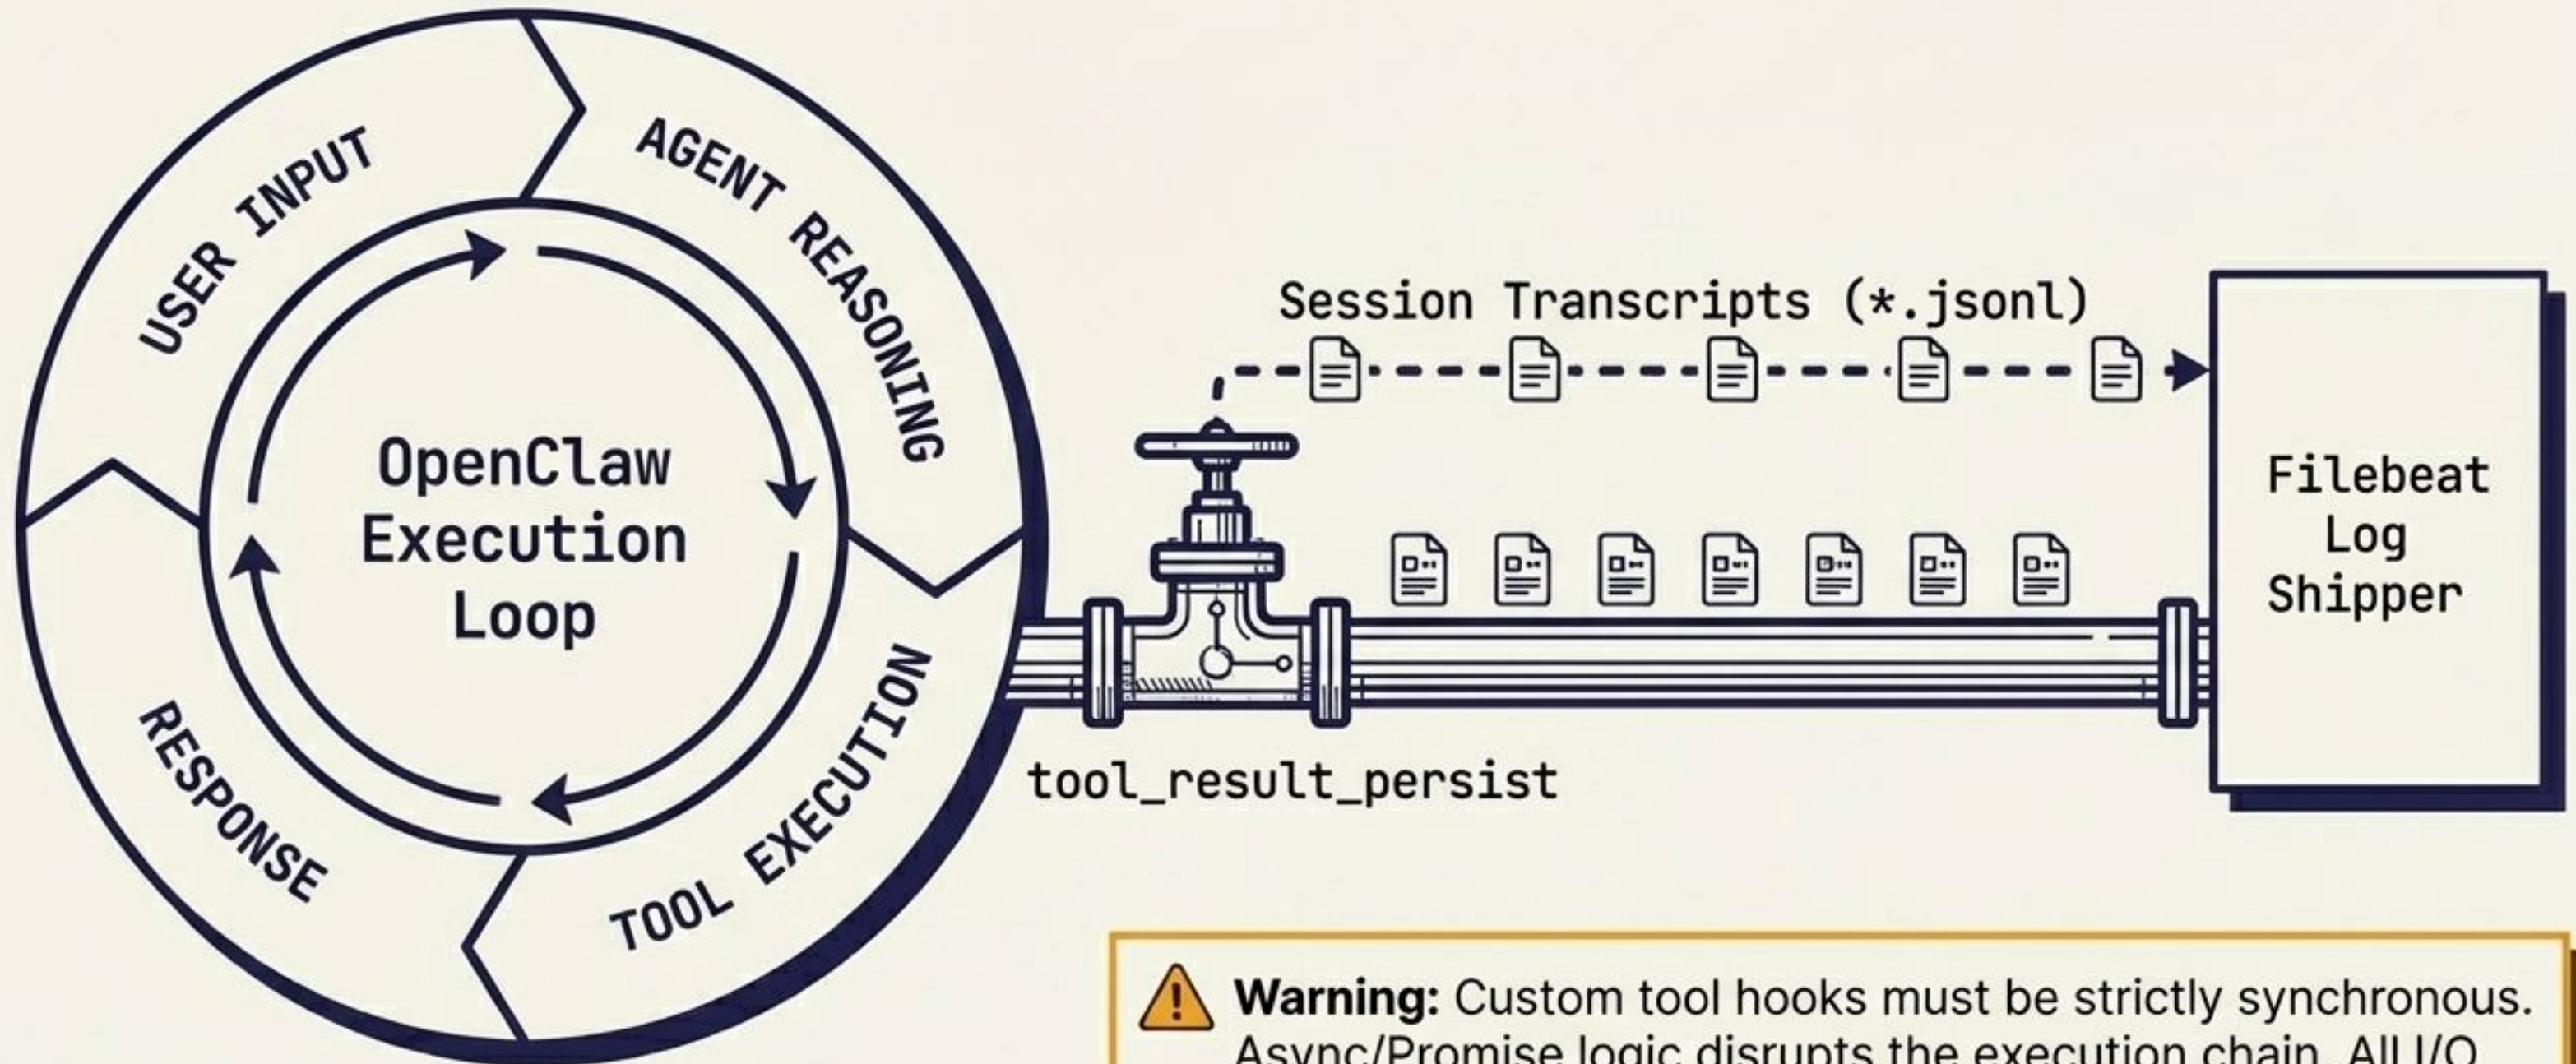 USER INPUT
AGENT REASONING
TOOL EXECUTION
RESPONSE
OpenClaw
Execution
Loop
Session Transcripts (*.jsonl)
tool_result_persist
Filebeat
Log
Shipper
Warning: Custom tool hooks must be strictly synchronous.
Async/Promise logic disrupts the execution chain. All I/O